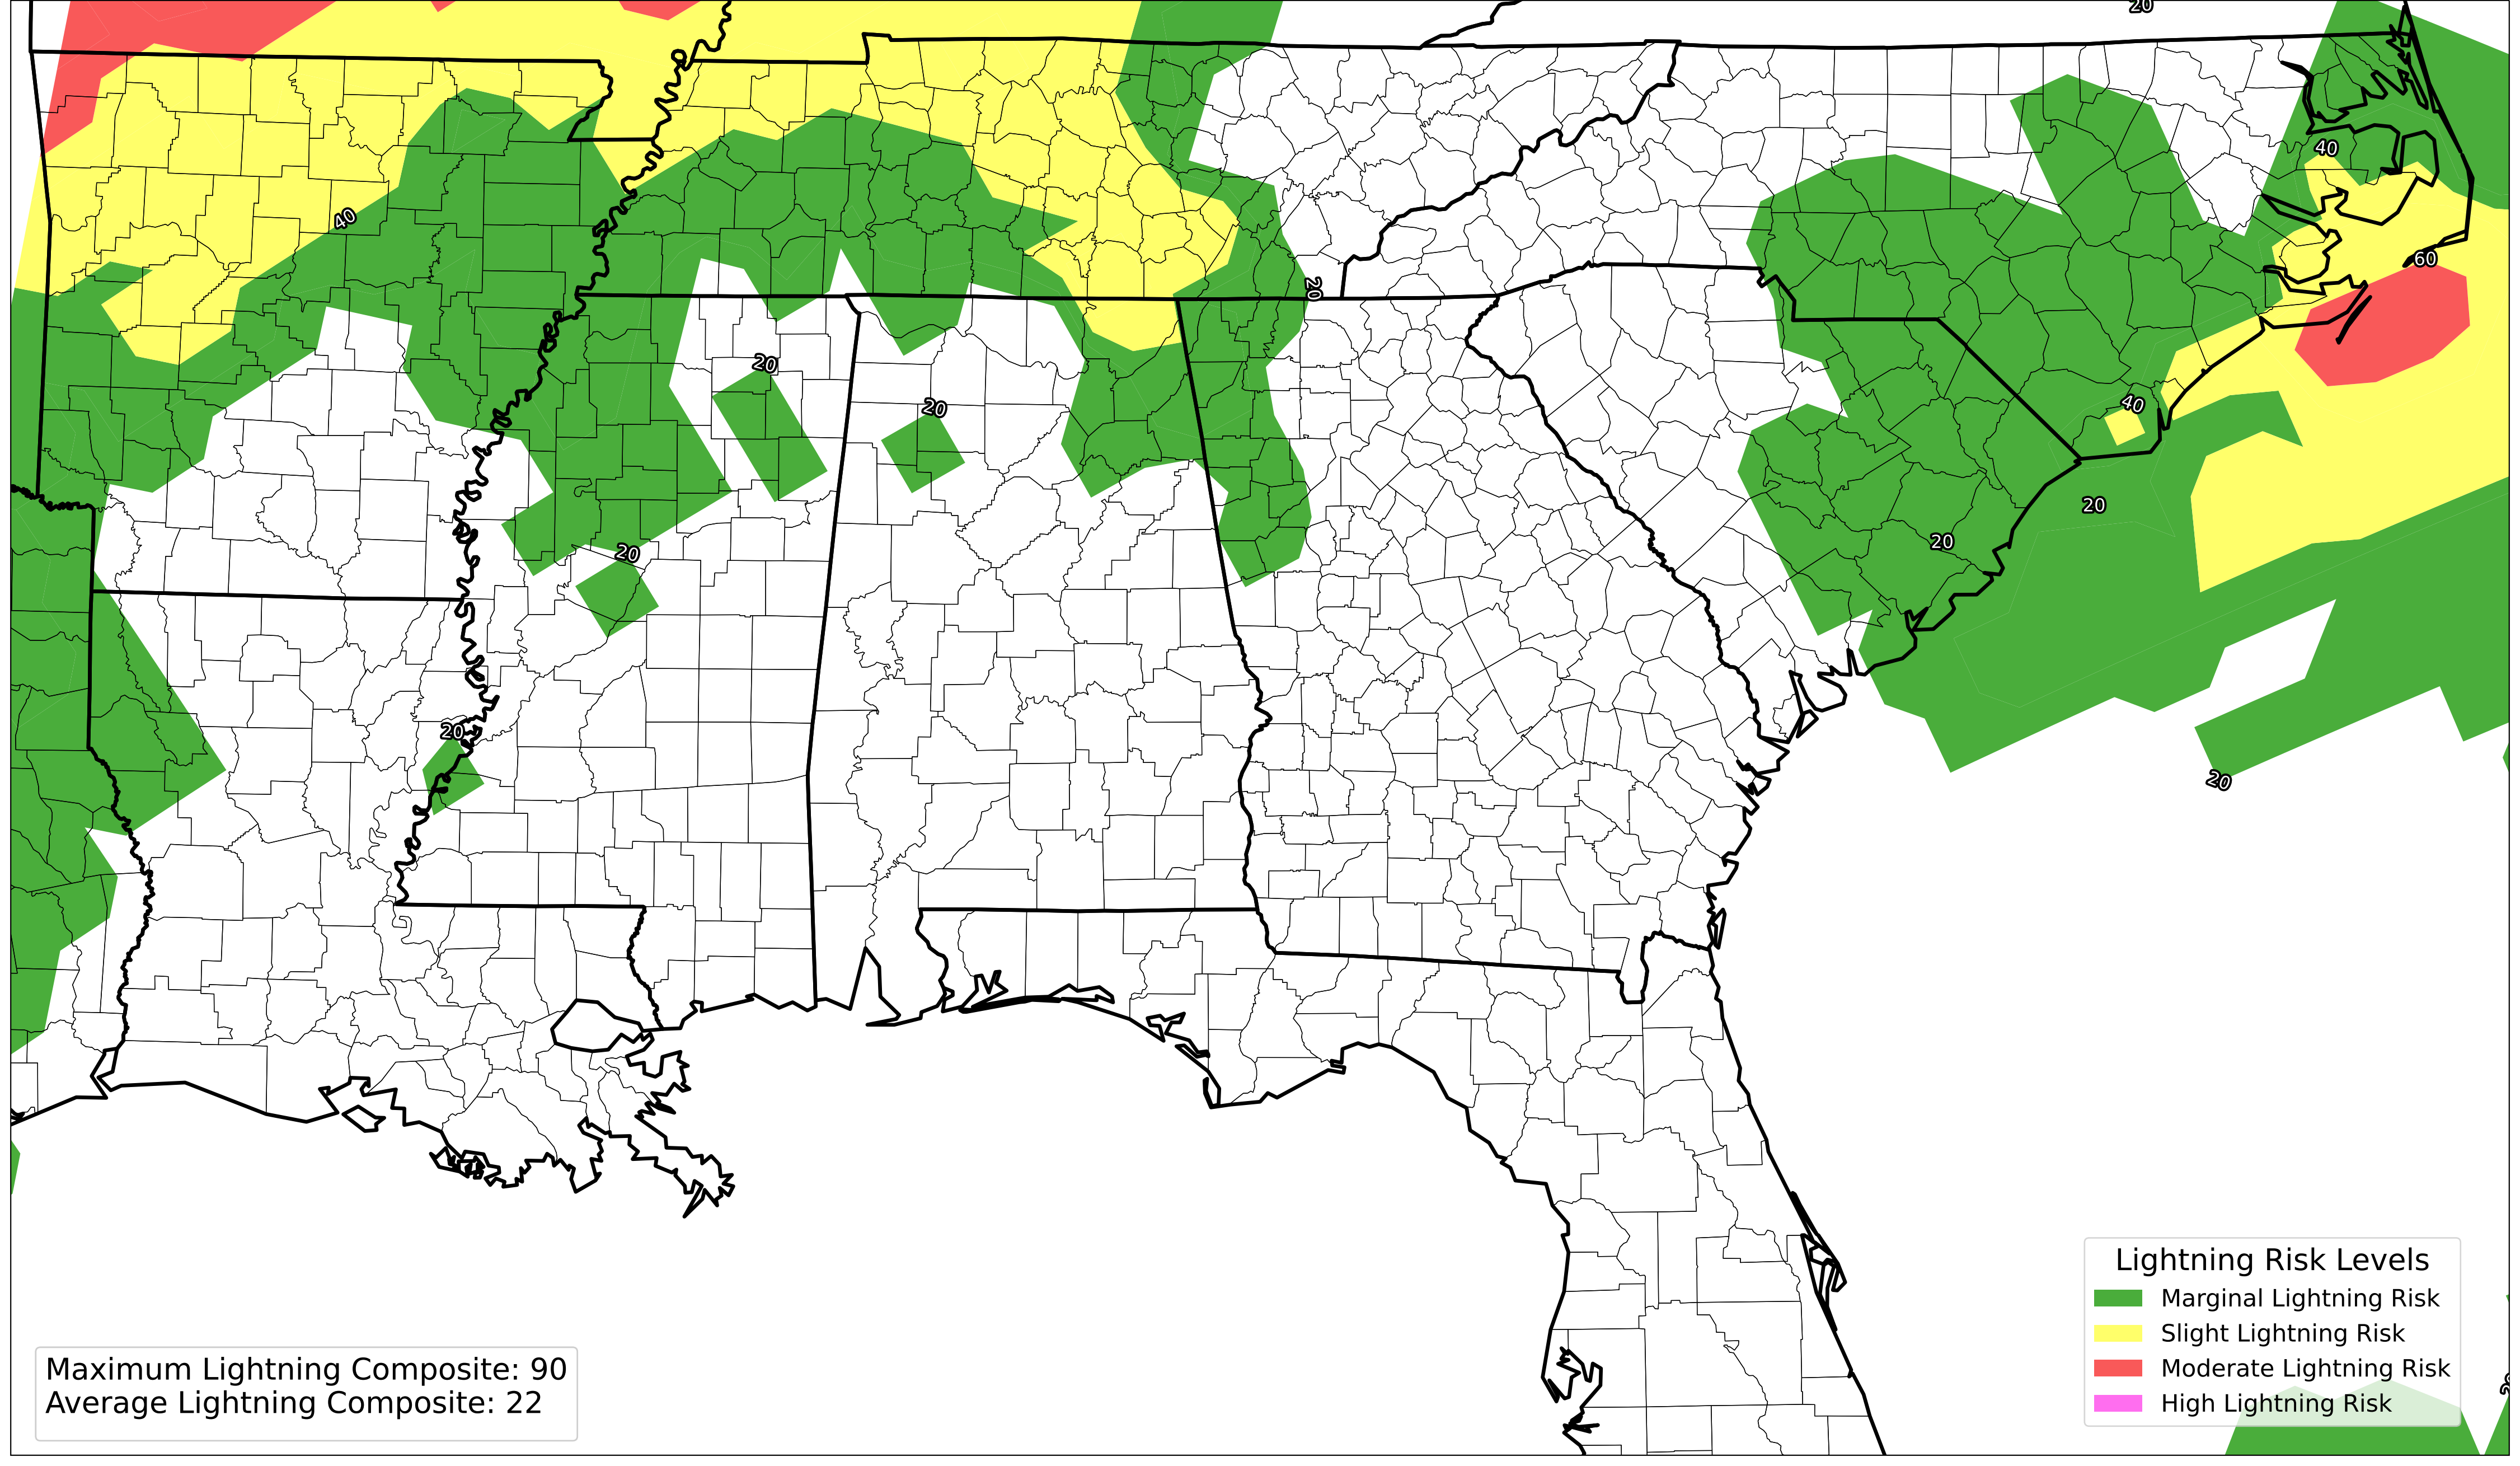 20
40
40
60
20
20
20
40
20
20
20
20
20
20
Lightning Risk Levels
Marginal Lightning Risk
Slight Lightning Risk
Moderate Lightning Risk
High Lightning Risk
Maximum Lightning Composite: 90
Average Lightning Composite: 22